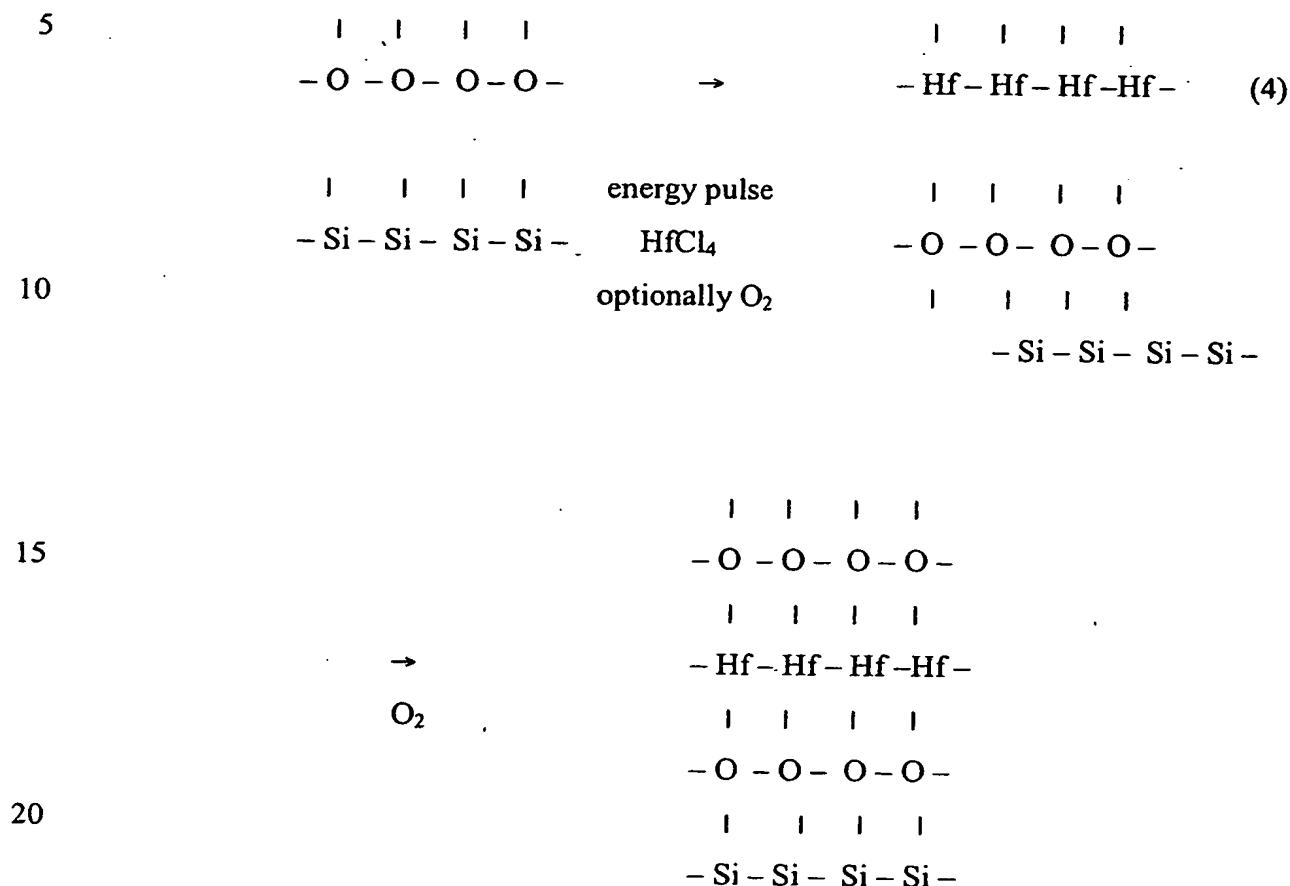 5 | | | | | | | |
– O – O – O – O – → – Hf – Hf – Hf – Hf – (4)
| | | | energy pulse | | | |
– Si – Si – Si – Si – HfCl₄ – O – O – O – O –
10 optionally O₂ | | | |
– Si – Si – Si – Si –
| | | |
15 – O – O – O – O –
| | | |
→ – Hf – Hf – Hf – Hf –
O₂ | | | |
– O – O – O – O –
20 | | | |
– Si – Si – Si – Si –